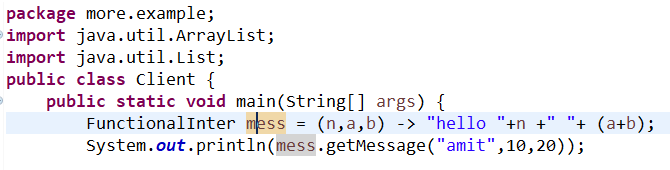 package more.example;
import java.util.ArrayList;
import java.util.List;
public class Client {
    public static void main(String[] args) {
        FunctionalInter mess = (n,a,b) -> "hello "+n +" "+ (a+b);
        System.out.println(mess.getMessage("amit",10,20));